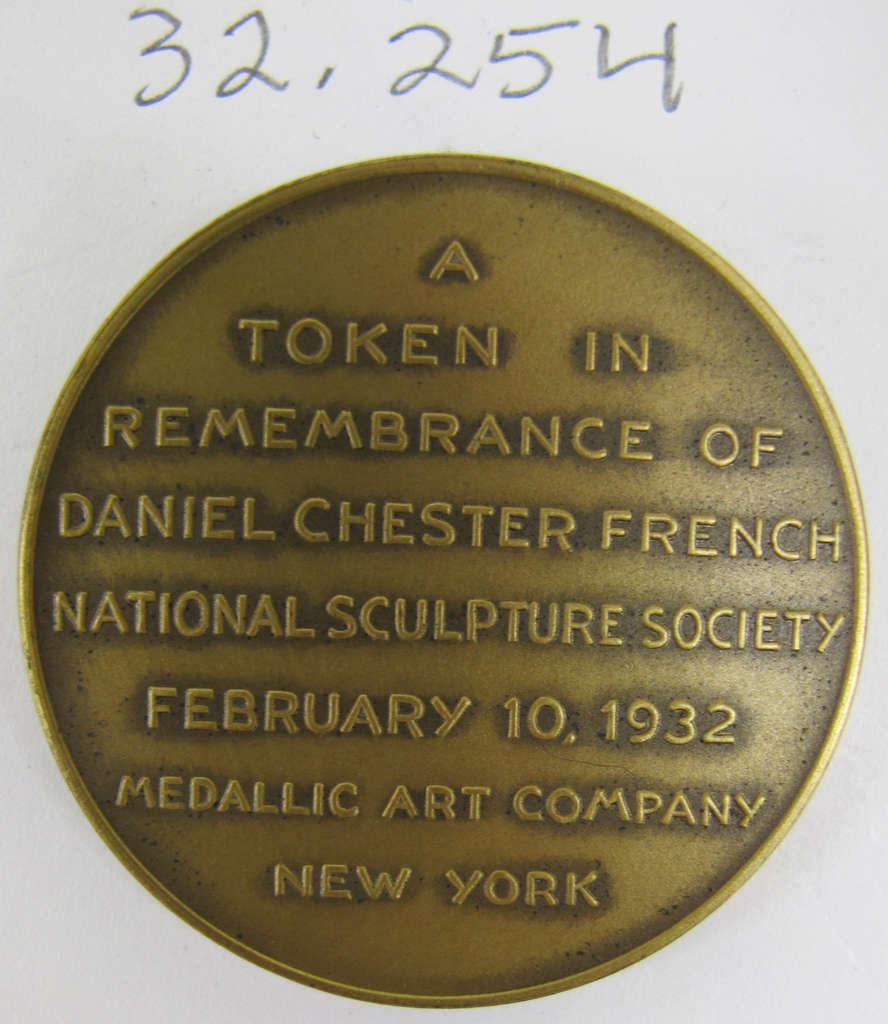 32.254
A
TOKEN IN
REMEMBRANCE OF
DANIEL CHESTER FRENCH
NATIONAL SCULPTURE SOCIETY
FEBRUARY 10, 1932
MEDALLIC ART COMPANY
NEW YORK